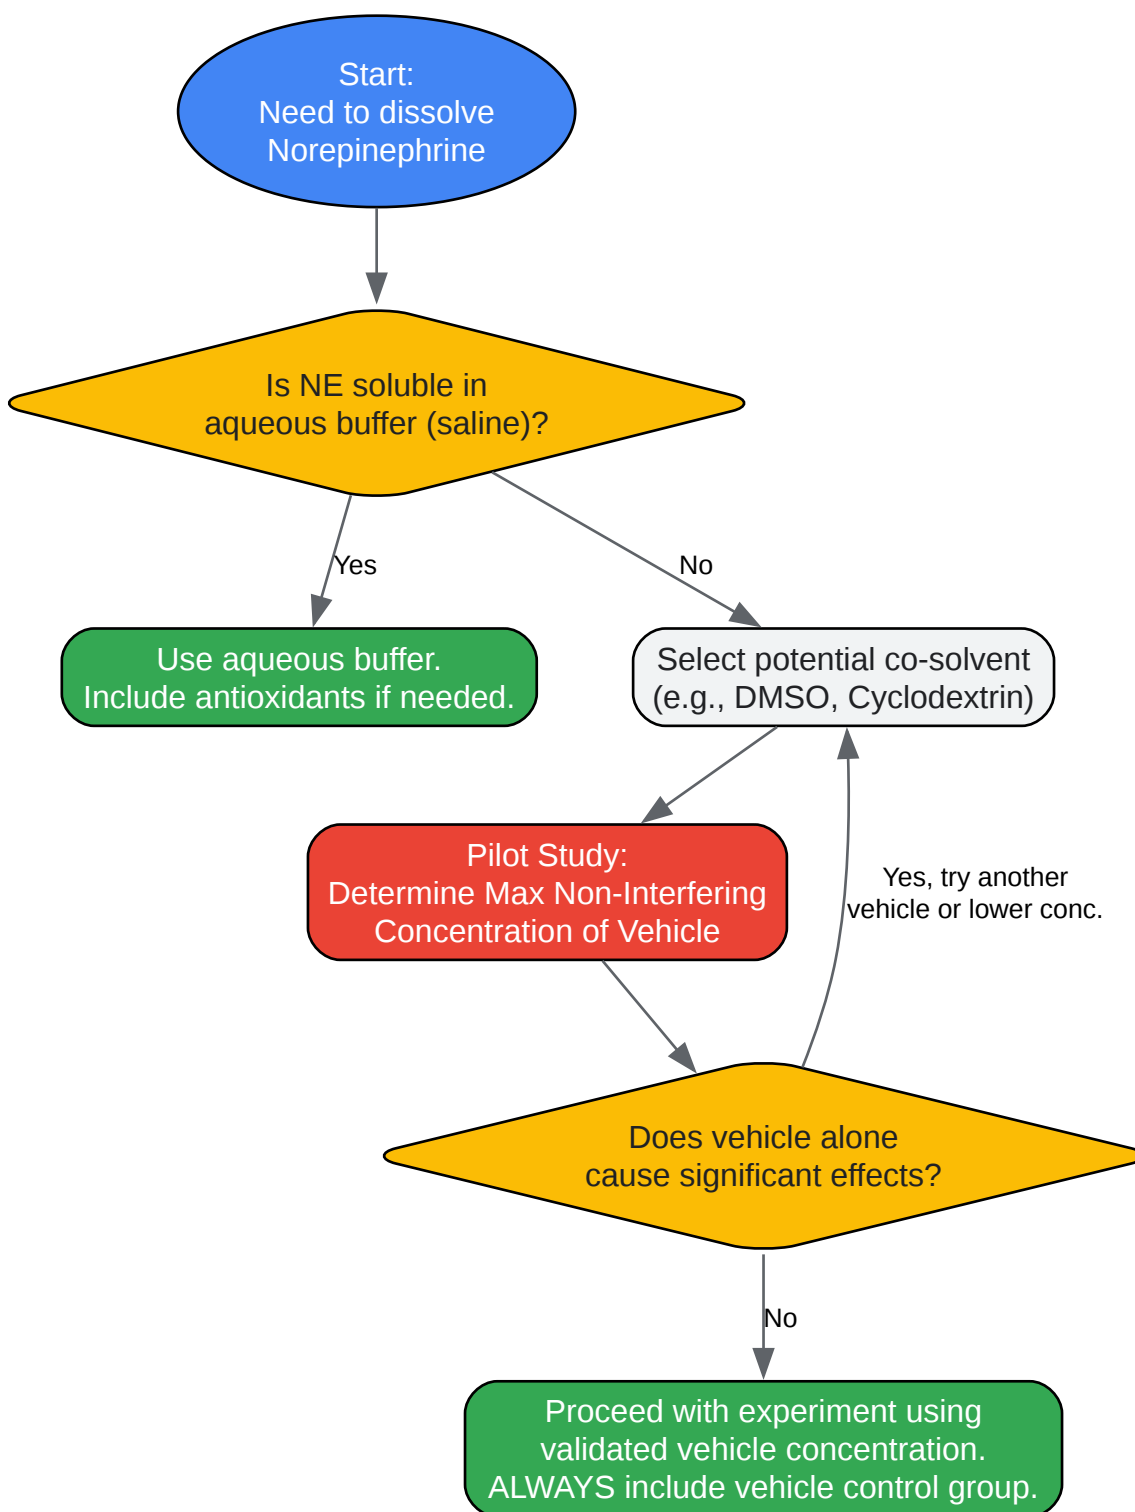 Start:
Need to dissolve
Norepinephrine
Is NE soluble in
aqueous buffer (saline)?
Yes
No
Use aqueous buffer.
Include antioxidants if needed.
Select potential co-solvent
(e.g., DMSO, Cyclodextrin)
Pilot Study:
Determine Max Non-Interfering
Concentration of Vehicle
Yes, try another
vehicle or lower conc.
Does vehicle alone
cause significant effects?
No
Proceed with experiment using
validated vehicle concentration.
ALWAYS include vehicle control group.